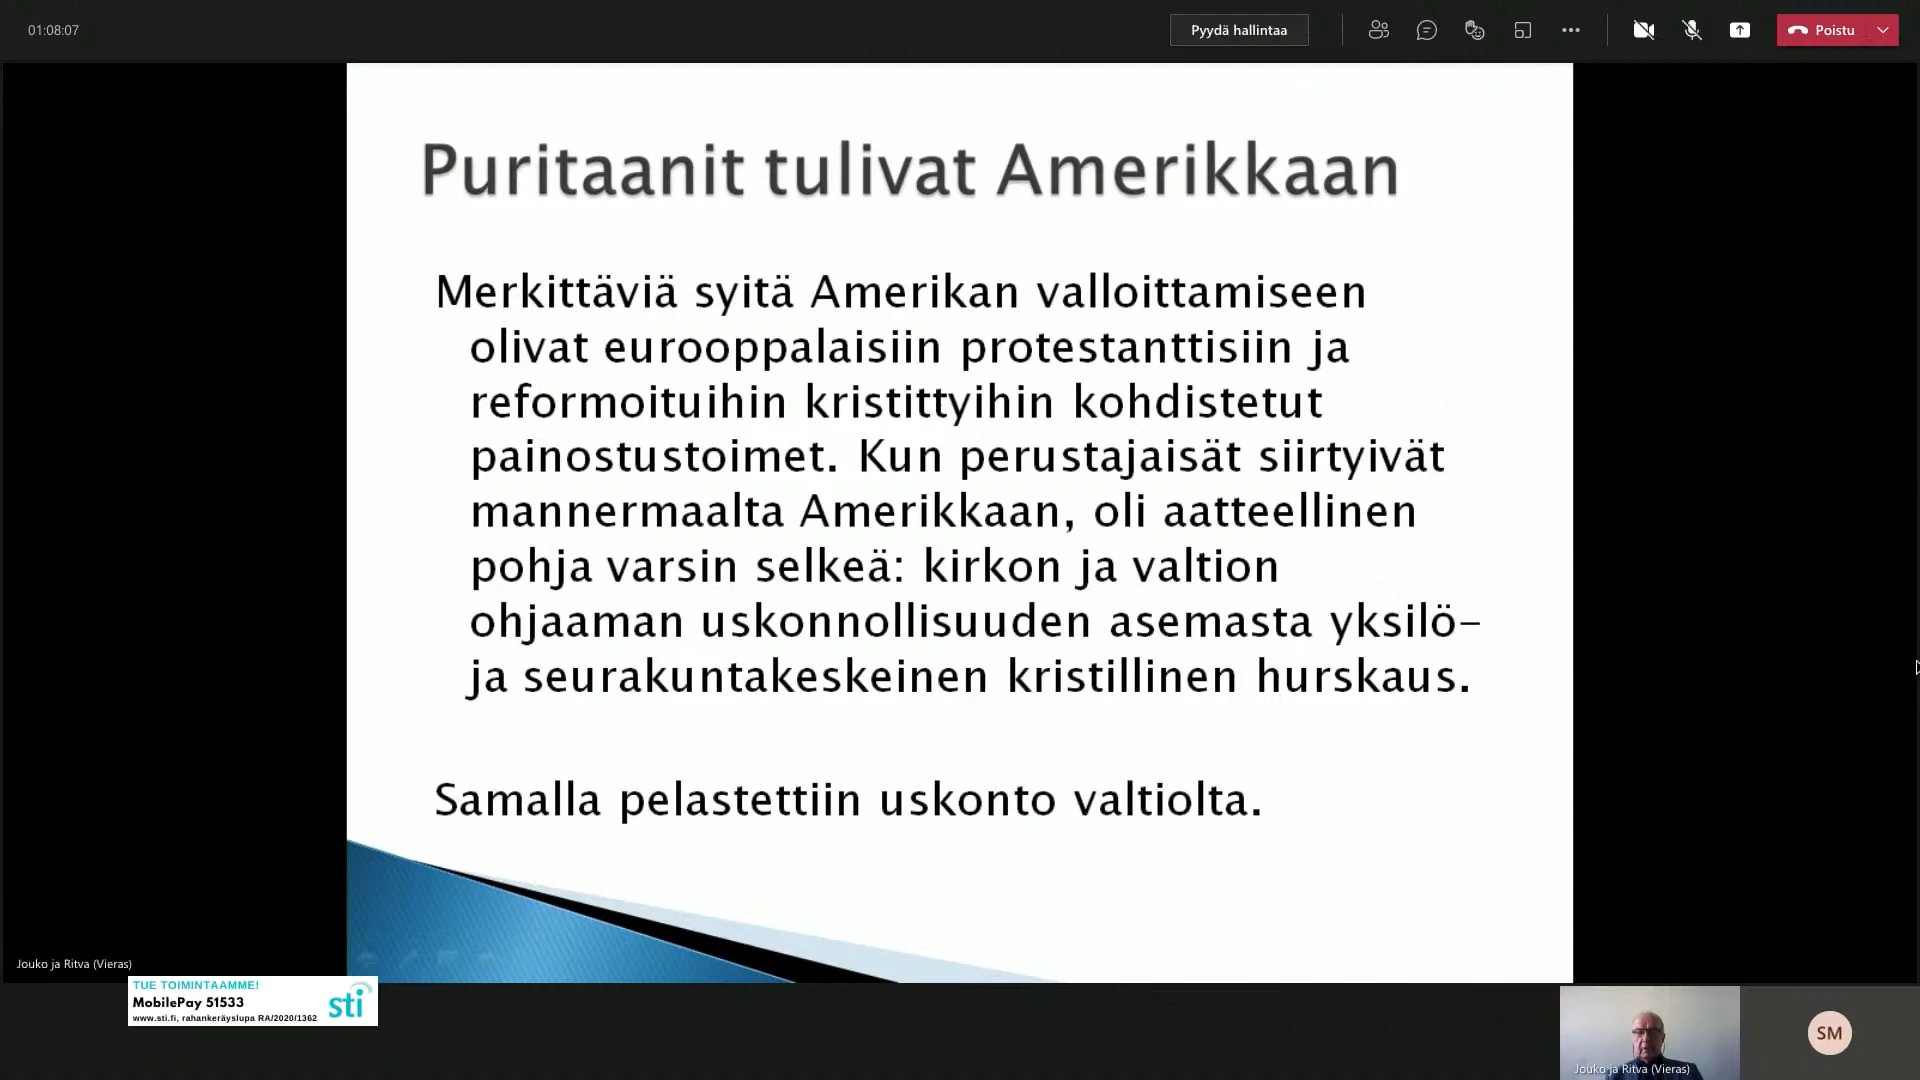 01:08:07
Pyydä hallintaa
Poistu
Puritaanit tulivat Amerikkaan
Merkittäviä syitä Amerikan valloittamiseen
olivat eurooppalaisiin protestanttisiin ja
reformoituihin kristittyihin kohdistetut
painostustoimet. Kun perustajaisät siirtyivät
mannermaalta Amerikkaan, oli aatteellinen
pohja varsin selkeä: kirkon ja valtion
ohjaaman uskonnollisuuden asemasta yksilö-
ja seurakuntakeskeinen kristillinen hurskaus.
Samalla pelastettiin uskonto valtiolta.
Jouko ja Ritva (Vieras)
TUE TOIMINTAAMME!
MobilePay 51533
www.sti.fi, rahankeräyslupa RA/2020/1362
sti
SM
Jouko ja Ritva (Vieras)